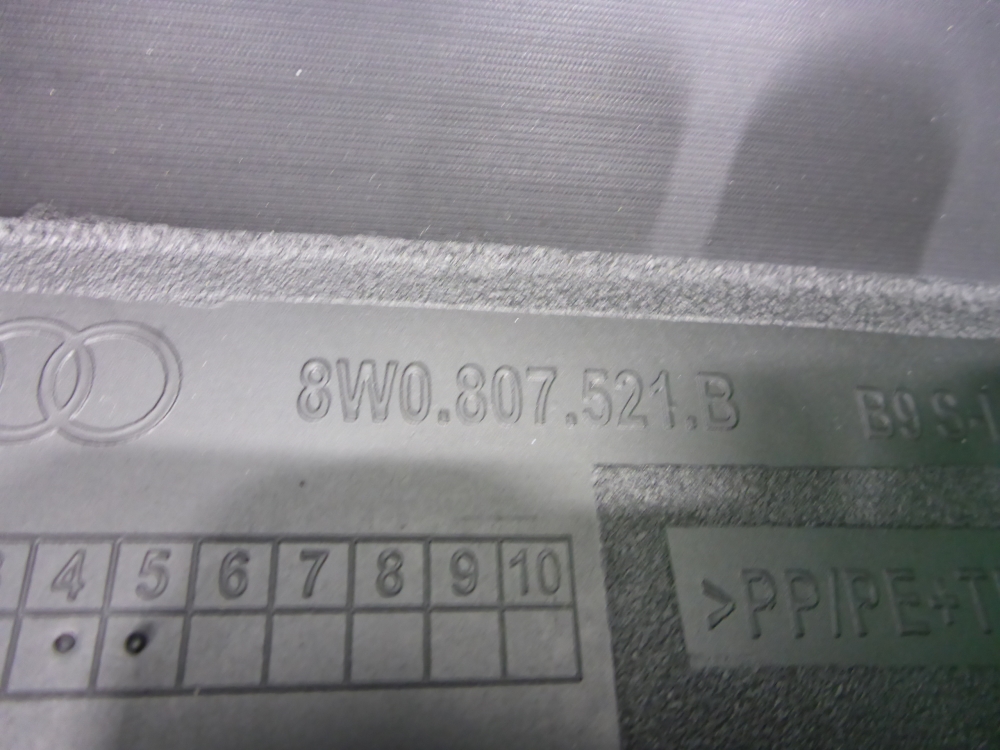 8W0.807.521.B
B9 S-
4 5 6 7 8 9 10
>PP/PE+T